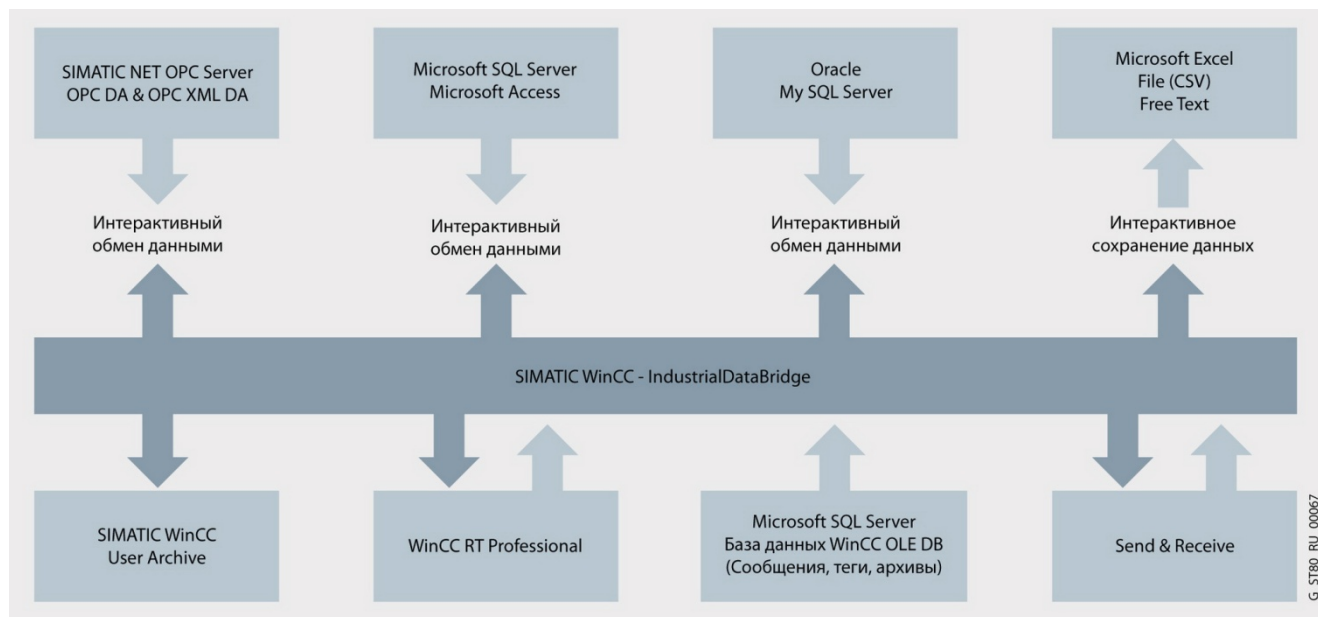 SIMATIC NET OPC Server
OPC DA & OPC XML DA
Microsoft SQL Server
Microsoft Access
Oracle
My SQL Server
Microsoft Excel
File (CSV)
Free Text
Интерактивный
обмен данными
Интерактивный
обмен данными
Интерактивный
обмен данными
Интерактивное
сохранение данных
SIMATIC WinCC - IndustrialDataBridge
SIMATIC WinCC
User Archive
WinCC RT Professional
Microsoft SQL Server
База данных WinCC OLE DB
(Сообщения, теги, архивы)
Send & Receive
G_ST80_RU_00067